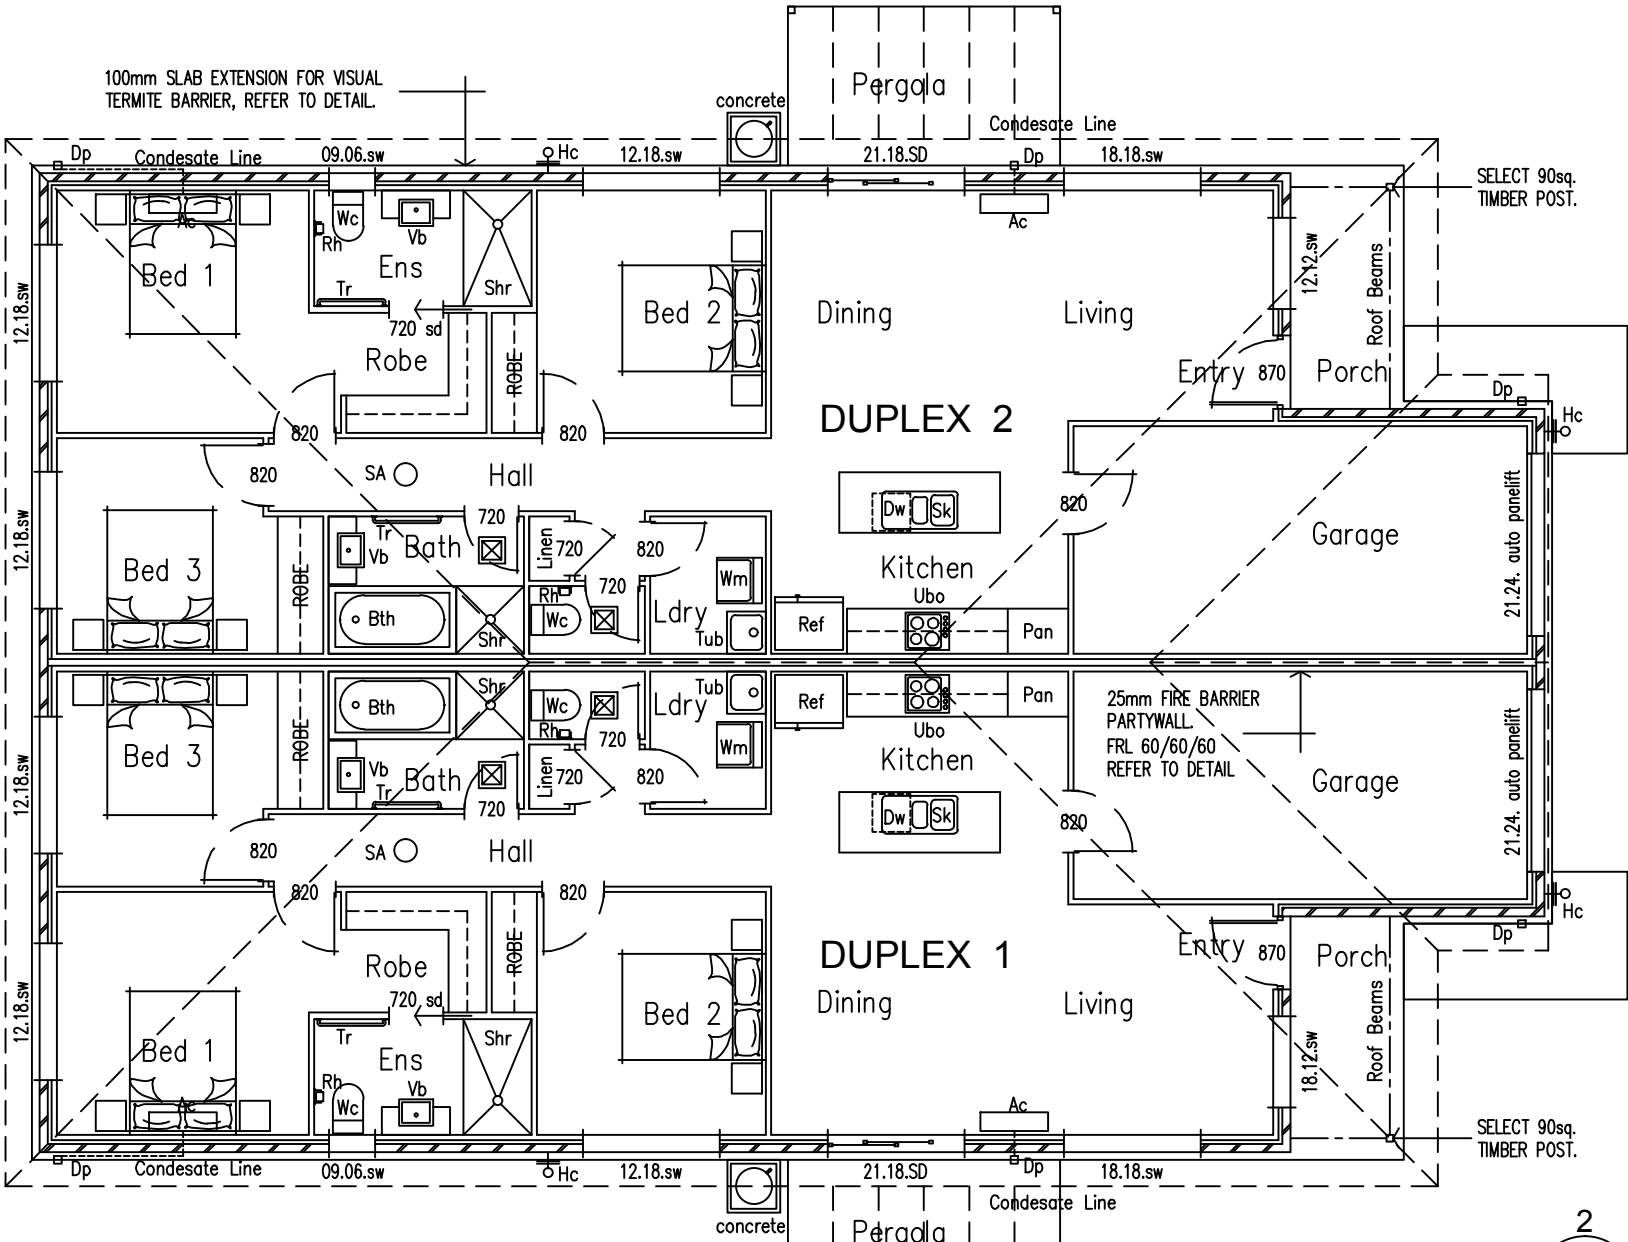 Pergola
100mm SLAB EXTENSION FOR VISUAL
TERMITE BARRIER, REFER TO DETAIL.
concrete
Condesate Line
Dp
Condesate Line
09.06.sw
Hc
12.18.sw
21.18.SD
Dp
18.18.sw
SELECT 90sq.
TIMBER POST.
Ac
Wc
Rh
Vb
Ac
Bed 1
Ens
Tr
Shr
12.12.sw
Roof Beams
12.18.sw
720 sd
Bed 2
Dining
Living
Robe
ROBE
Entry
870
Porch
Dp
Hc
820
820
DUPLEX 2
820
SA
Hall
Dw
Sk
820
21.24. auto panelift
12.18.sw
720
Tr
Vb
Bath
Linen
720
820
Garage
Bed 3
ROBE
720
Wm
Kitchen
Ubo
Bth
Rh
Wc
Ldry
Shr
Tub
Ref
Pan
Bth
Shr
Wc
Rh
Ldry
Tub
Ref
Pan
25mm FIRE BARRIER
PARTYWALL.
FRL 60/60/60
REFER TO DETAIL
Ubo
720
Wm
Kitchen
Bed 3
ROBE
Vb
Tr
Bath
Linen
720
820
Garage
12.18.sw
720
21.24. auto panelift
Dw
Sk
820
820
SA
Hall
820
820
Hc
Dp
DUPLEX 1
Entry
870
Porch
Robe
ROBE
720 sd
Bed 2
Dining
Living
12.18.sw
Roof Beams
18.12.sw
Tr
Shr
Bed 1
Ens
Rh
Vb
Wc
Ac
Ac
SELECT 90sq.
TIMBER POST.
Dp
Condesate Line
09.06.sw
Hc
12.18.sw
21.18.SD
Dp
18.18.sw
Condesate Line
concrete
Pergola
2